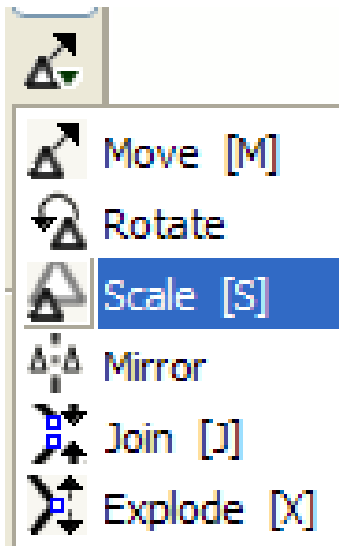 Move [M]
Rotate
Scale [S]
Mirror
Join [J]
Explode [X]